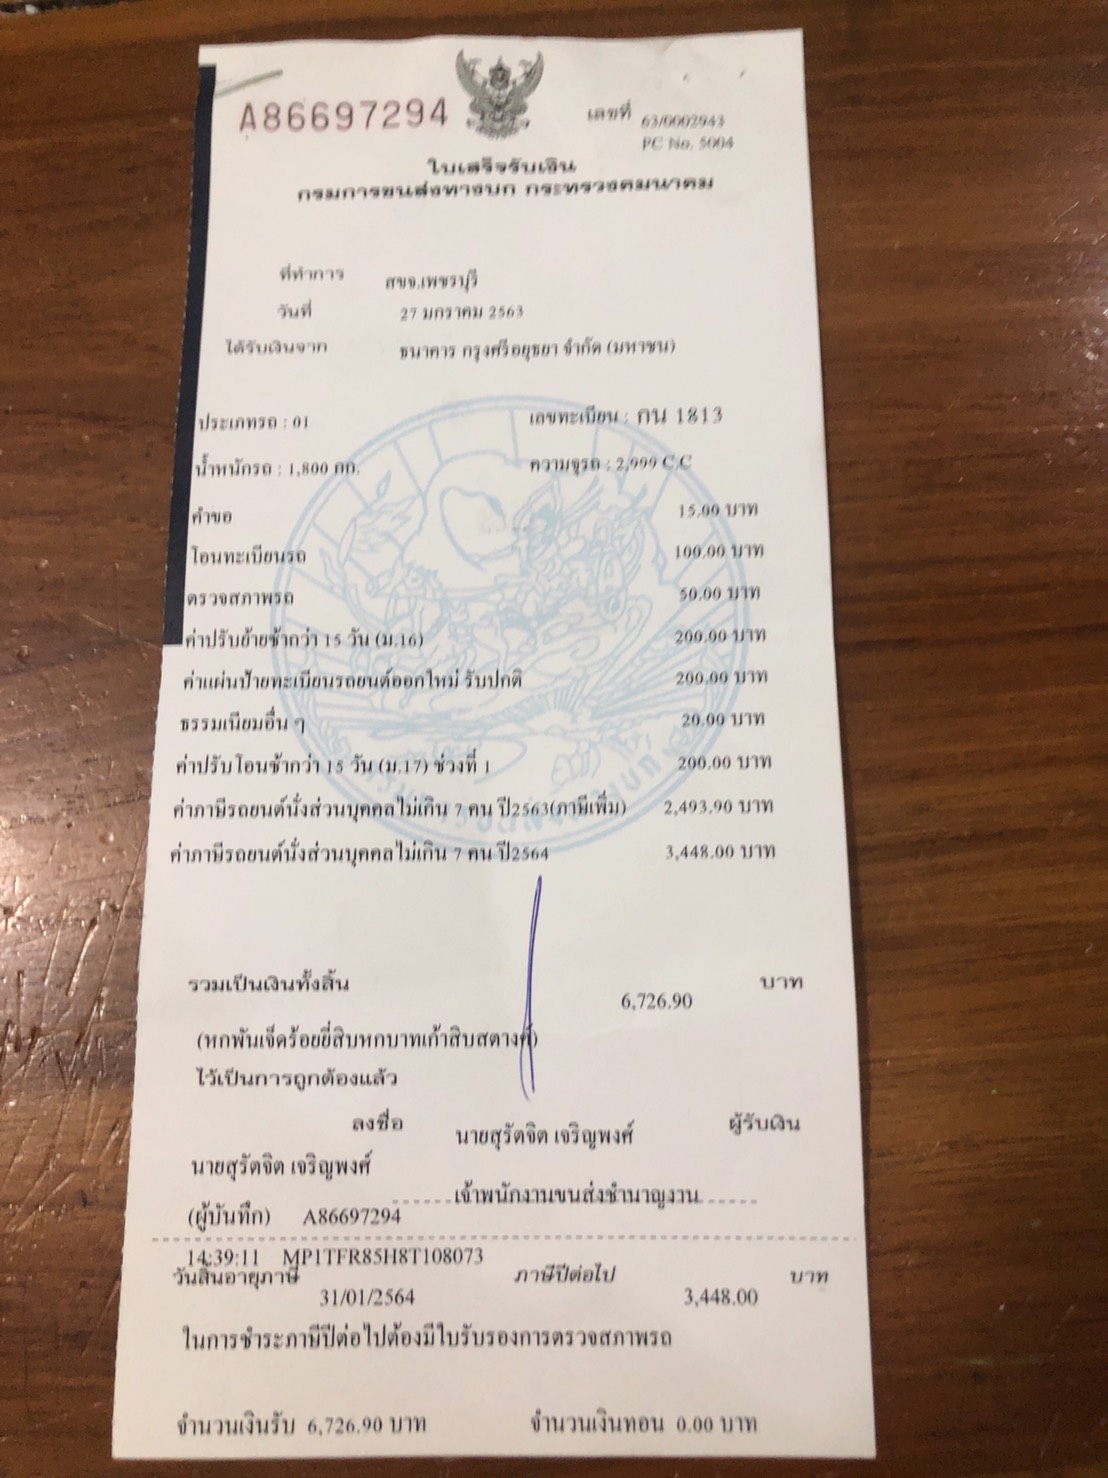 A86697294
เลขที่ 63/0002943
PC No. 5004
ใบเสร็จรับเงิน
กรมการขนส่งทางบก กระทรวงคมนาคม
ที่ทำการ สขจ.เพชรบุรี
วันที่ 27 มกราคม 2563
ได้รับเงินจาก ธนาคาร กรุงศรีอยุธยา จำกัด (มหาชน)
ประเภทรถ : 01 เลขทะเบียน : กน 1813
น้ำหนักรถ : 1,800 กก. ความจุรถ : 2,999 C.C
คำขอ 15.00 บาท
โอนทะเบียนรถ 100.00 บาท
ตรวจสภาพรถ 50.00 บาท
ค่าปรับย้ายช้ากว่า 15 วัน (ม.16) 200.00 บาท
ค่าแผ่นป้ายทะเบียนรถยนต์ออกใหม่ รับปกติ 200.00 บาท
ธรรมเนียมอื่น ๆ 20.00 บาท
ค่าปรับโอนช้ากว่า 15 วัน (ม.17) ช่วงที่ 1 200.00 บาท
ค่าภาษีรถยนต์นั่งส่วนบุคคลไม่เกิน 7 คน ปี2563(ภาษีเพิ่ม) 2,493.90 บาท
ค่าภาษีรถยนต์นั่งส่วนบุคคลไม่เกิน 7 คน ปี2564 3,448.00 บาท
รวมเป็นเงินทั้งสิ้น 6,726.90 บาท
(หกพันเจ็ดร้อยยี่สิบหกบาทเก้าสิบสตางค์)
ไว้เป็นการถูกต้องแล้ว
ลงชื่อ นายสุรัตจิต เจริญพงศ์ ผู้รับเงิน
นายสุรัตจิต เจริญพงศ์
เจ้าพนักงานขนส่งชำนาญงาน
(ผู้บันทึก) A86697294
14:39:11 MP1TFR85H8T108073
วันสิ้นอายุภาษี 31/01/2564 ภาษีปีต่อไป 3,448.00 บาท
ในการชำระภาษีปีต่อไปต้องมีใบรับรองการตรวจสภาพรถ
จำนวนเงินรับ 6,726.90 บาท จำนวนเงินทอน 0.00 บาท